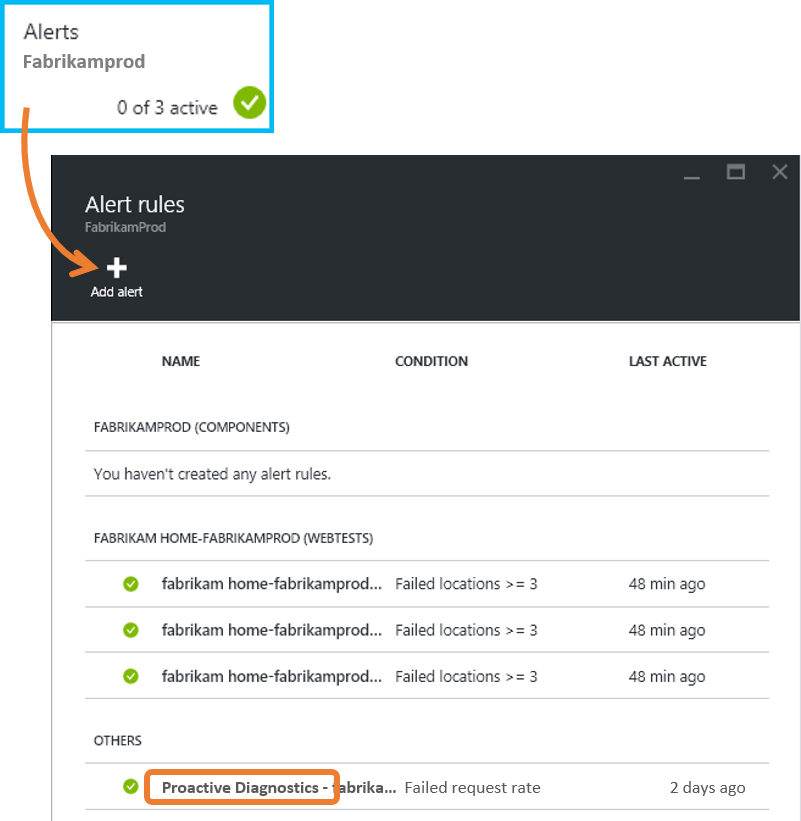 Alerts
Fabrikamprod
0 of 3 active
Alert rules
FabrikamProd
Add alert
NAME CONDITION LAST ACTIVE
FABRIKAMPROD (COMPONENTS)
You haven't created any alert rules.
FABRIKAM HOME-FABRIKAMPROD (WEBTESTS)
fabrikam home-fabrikamprod... Failed locations >= 3 48 min ago
fabrikam home-fabrikamprod... Failed locations >= 3 48 min ago
fabrikam home-fabrikamprod... Failed locations >= 3 48 min ago
OTHERS
Proactive Diagnostics - fabrika... Failed request rate 2 days ago